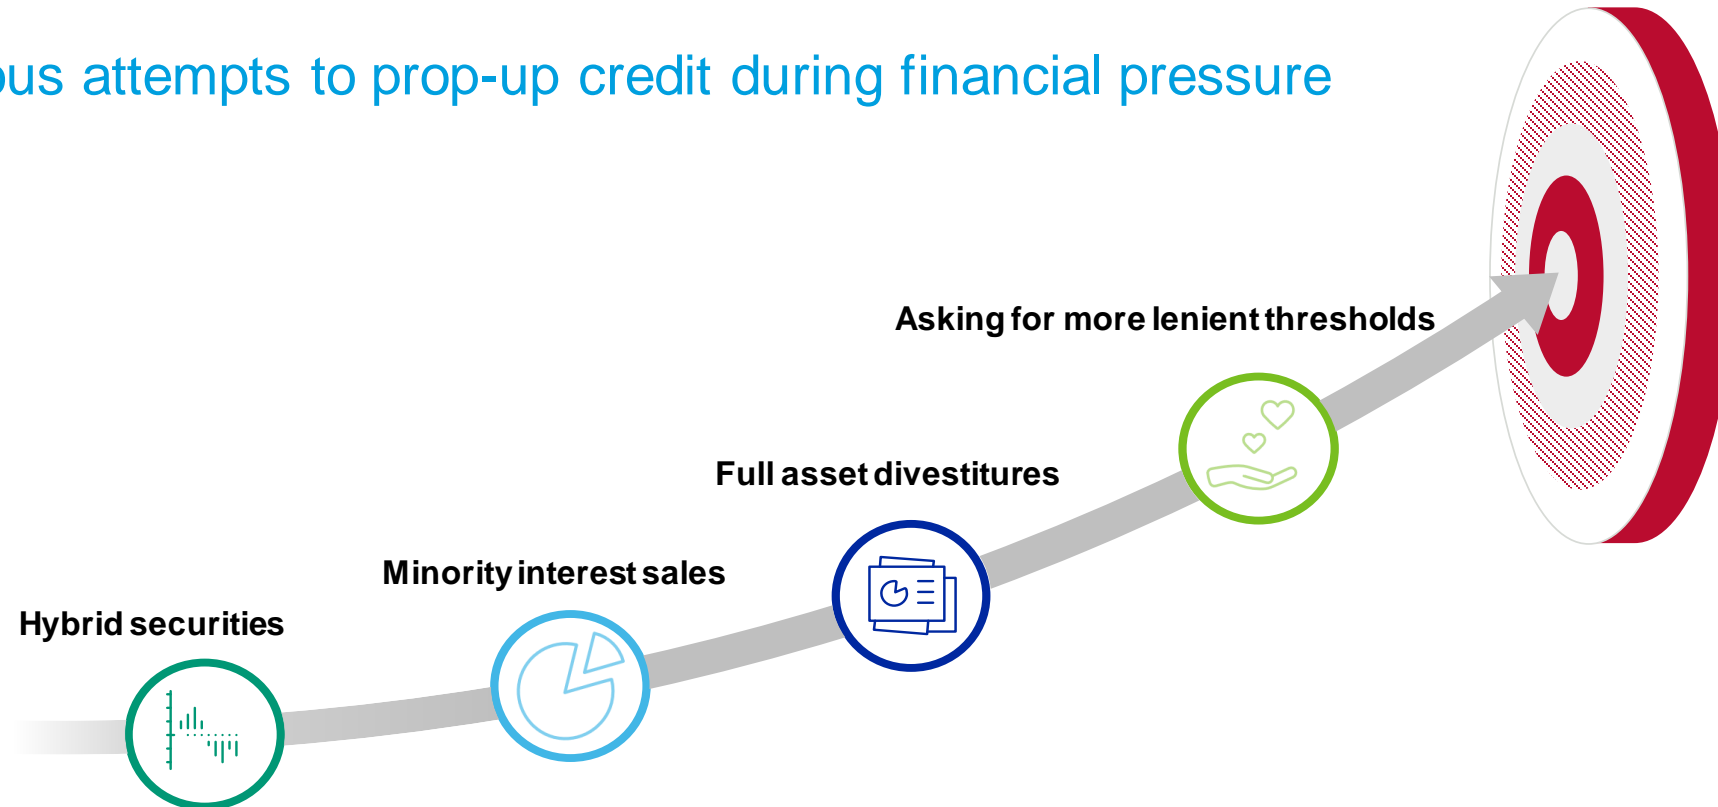 ous attempts to prop-up credit during financial pressure
Asking for more lenient thresholds
Full asset divestitures
Minority interest sales
Hybrid securities